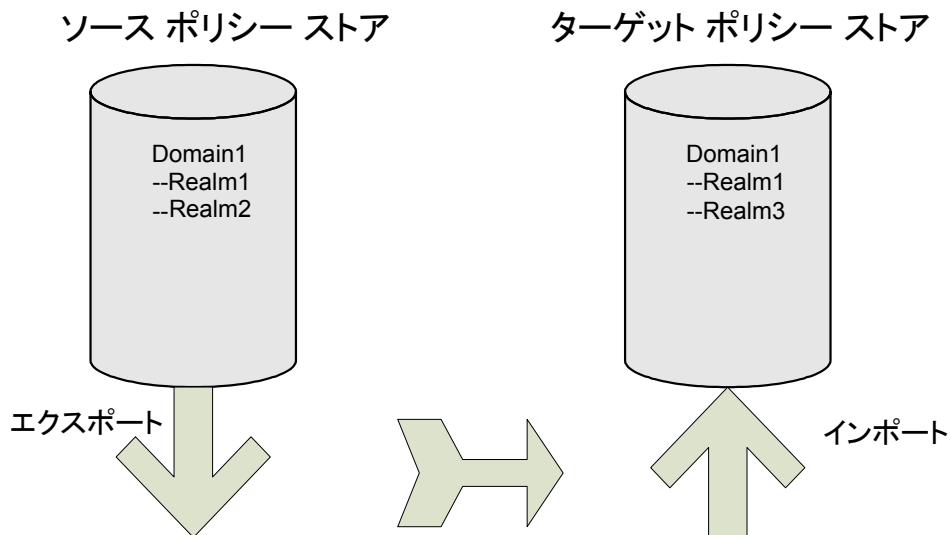 ソース ポリシー ストア
ターゲット ポリシー ストア
Domain1
--Realm1
--Realm2
Domain1
--Realm1
--Realm3
エクスポート
インポート